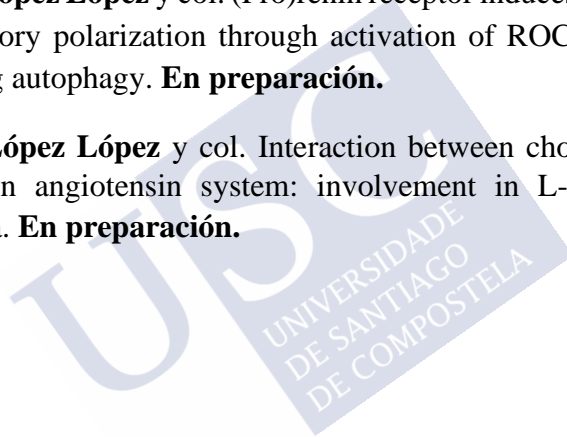 López López y col. (Pro)renin receptor induces
ory polarization through activation of ROC
g autophagy. En preparación.
López López y col. Interaction between cho
n angiotensin system: involvement in L-
. En preparación.
USC
UNIVERSIDADE
DE SANTIAGO
DE COMPOSTELA